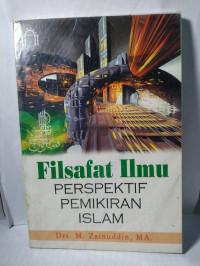 Filsafat Ilmu
PERSPEKTIF
PEMIKIRAN
ISLAM
Drs. M. Zainuddin, MA.